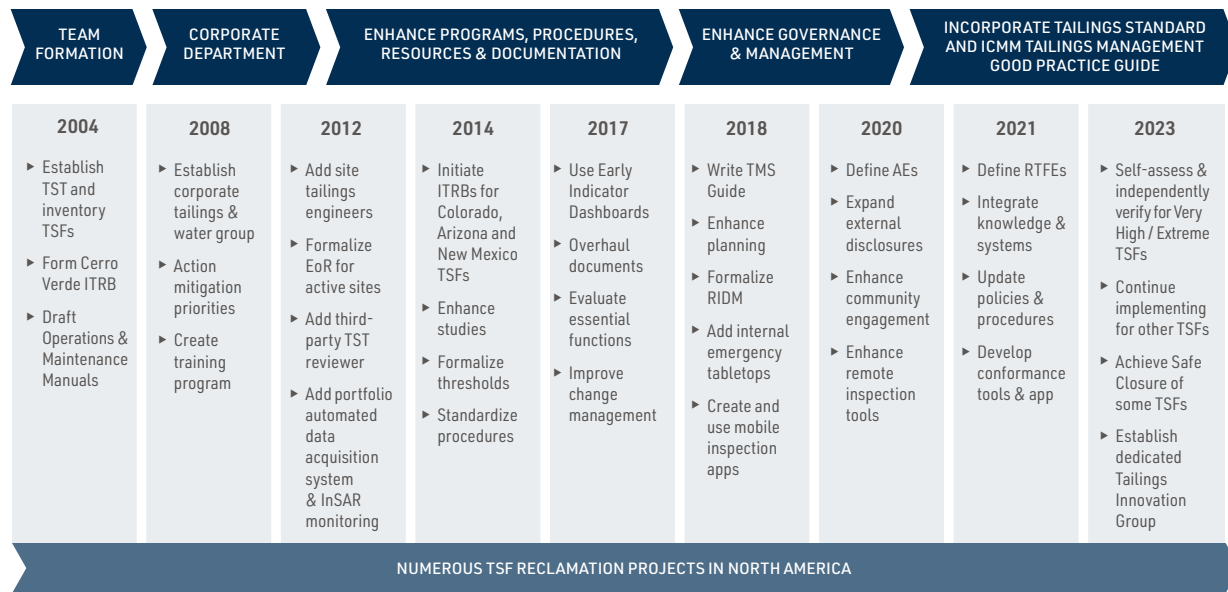 TEAM
FORMATION
CORPORATE
DEPARTMENT
ENHANCE PROGRAMS, PROCEDURES,
RESOURCES & DOCUMENTATION
ENHANCE GOVERNANCE
& MANAGEMENT
INCORPORATE TAILINGS STANDARD
AND ICMM TAILINGS MANAGEMENT
GOOD PRACTICE GUIDE
2004
▸ Establish
TST and
inventory
TSFs
▸ Form Cerro
Verde ITRB
▸ Draft
Operations &
Maintenance
Manuals
2008
▸ Establish
corporate
tailings &
water group
▸ Action
mitigation
priorities
▸ Create
training
program
2012
▸ Add site
tailings
engineers
▸ Formalize
EoR for
active sites
▸ Add third-
party TST
reviewer
▸ Add portfolio
automated
data
acquisition
system
& InSAR
monitoring
2014
▸ Initiate
ITRBs for
Colorado,
Arizona and
New Mexico
TSFs
▸ Enhance
studies
▸ Formalize
thresholds
▸ Standardize
procedures
2017
▸ Use Early
Indicator
Dashboards
▸ Overhaul
documents
▸ Evaluate
essential
functions
▸ Improve
change
management
2018
▸ Write TMS
Guide
▸ Enhance
planning
▸ Formalize
RIDM
▸ Add internal
emergency
tabletops
▸ Create and
use mobile
inspection
apps
2020
▸ Define AEs
▸ Expand
external
disclosures
▸ Enhance
community
engagement
▸ Enhance
remote
inspection
tools
2021
▸ Define RTFEs
▸ Integrate
knowledge &
systems
▸ Update
policies &
procedures
▸ Develop
conformance
tools & app
2023
▸ Self-assess &
independently
verify for Very
High / Extreme
TSFs
▸ Continue
implementing
for other TSFs
▸ Achieve Safe
Closure of
some TSFs
▸ Establish
dedicated
Tailings
Innovation
Group
NUMEROUS TSF RECLAMATION PROJECTS IN NORTH AMERICA